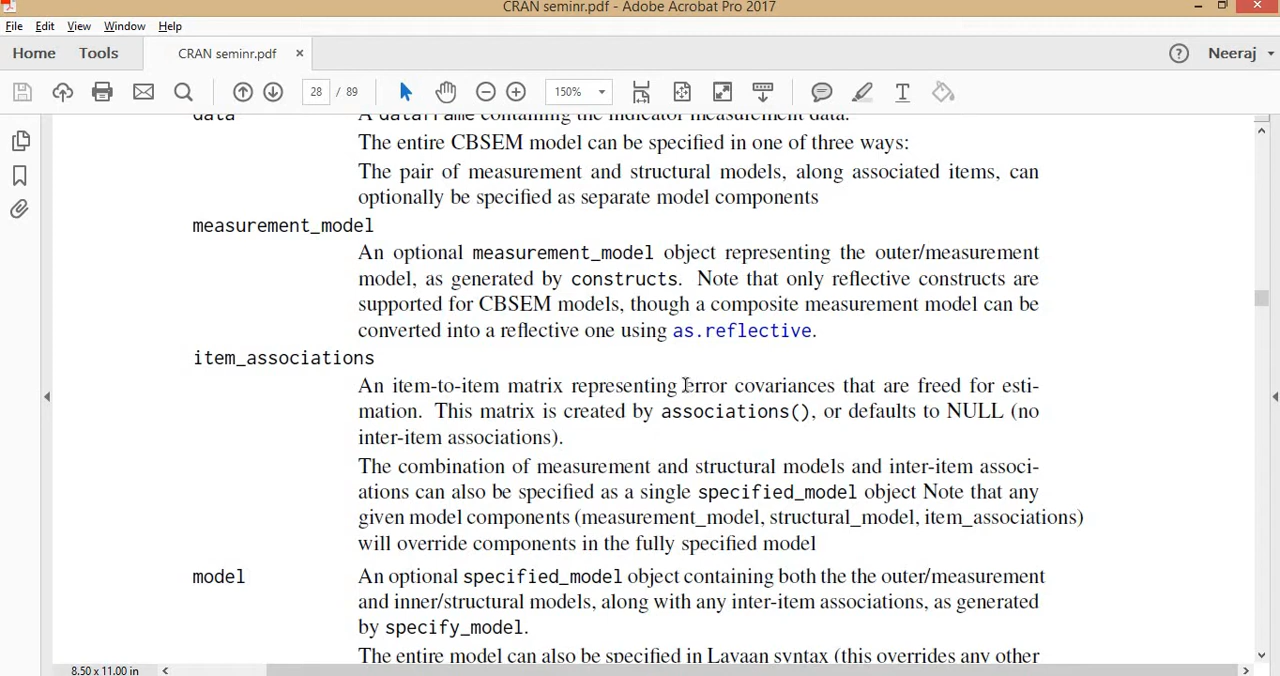 CRAN seminr.pdf - Adobe Acrobat Pro 2017
File Edit View Window Help
Home Tools CRAN seminr.pdf × Neeraj
28 / 89 150%
data A dataframe containing the indicator measurement data.
The entire CBSEM model can be specified in one of three ways:
The pair of measurement and structural models, along associated items, can
optionally be specified as separate model components
measurement_model
An optional measurement_model object representing the outer/measurement
model, as generated by constructs. Note that only reflective constructs are
supported for CBSEM models, though a composite measurement model can be
converted into a reflective one using as.reflective.
item_associations
An item-to-item matrix representing error covariances that are freed for esti-
mation. This matrix is created by associations(), or defaults to NULL (no
inter-item associations).
The combination of measurement and structural models and inter-item associ-
ations can also be specified as a single specified_model object Note that any
given model components (measurement_model, structural_model, item_associations)
will override components in the fully specified model
model An optional specified_model object containing both the the outer/measurement
and inner/structural models, along with any inter-item associations, as generated
by specify_model.
The entire model can also be specified in Lavaan syntax (this overrides any other
8.50 x 11.00 in